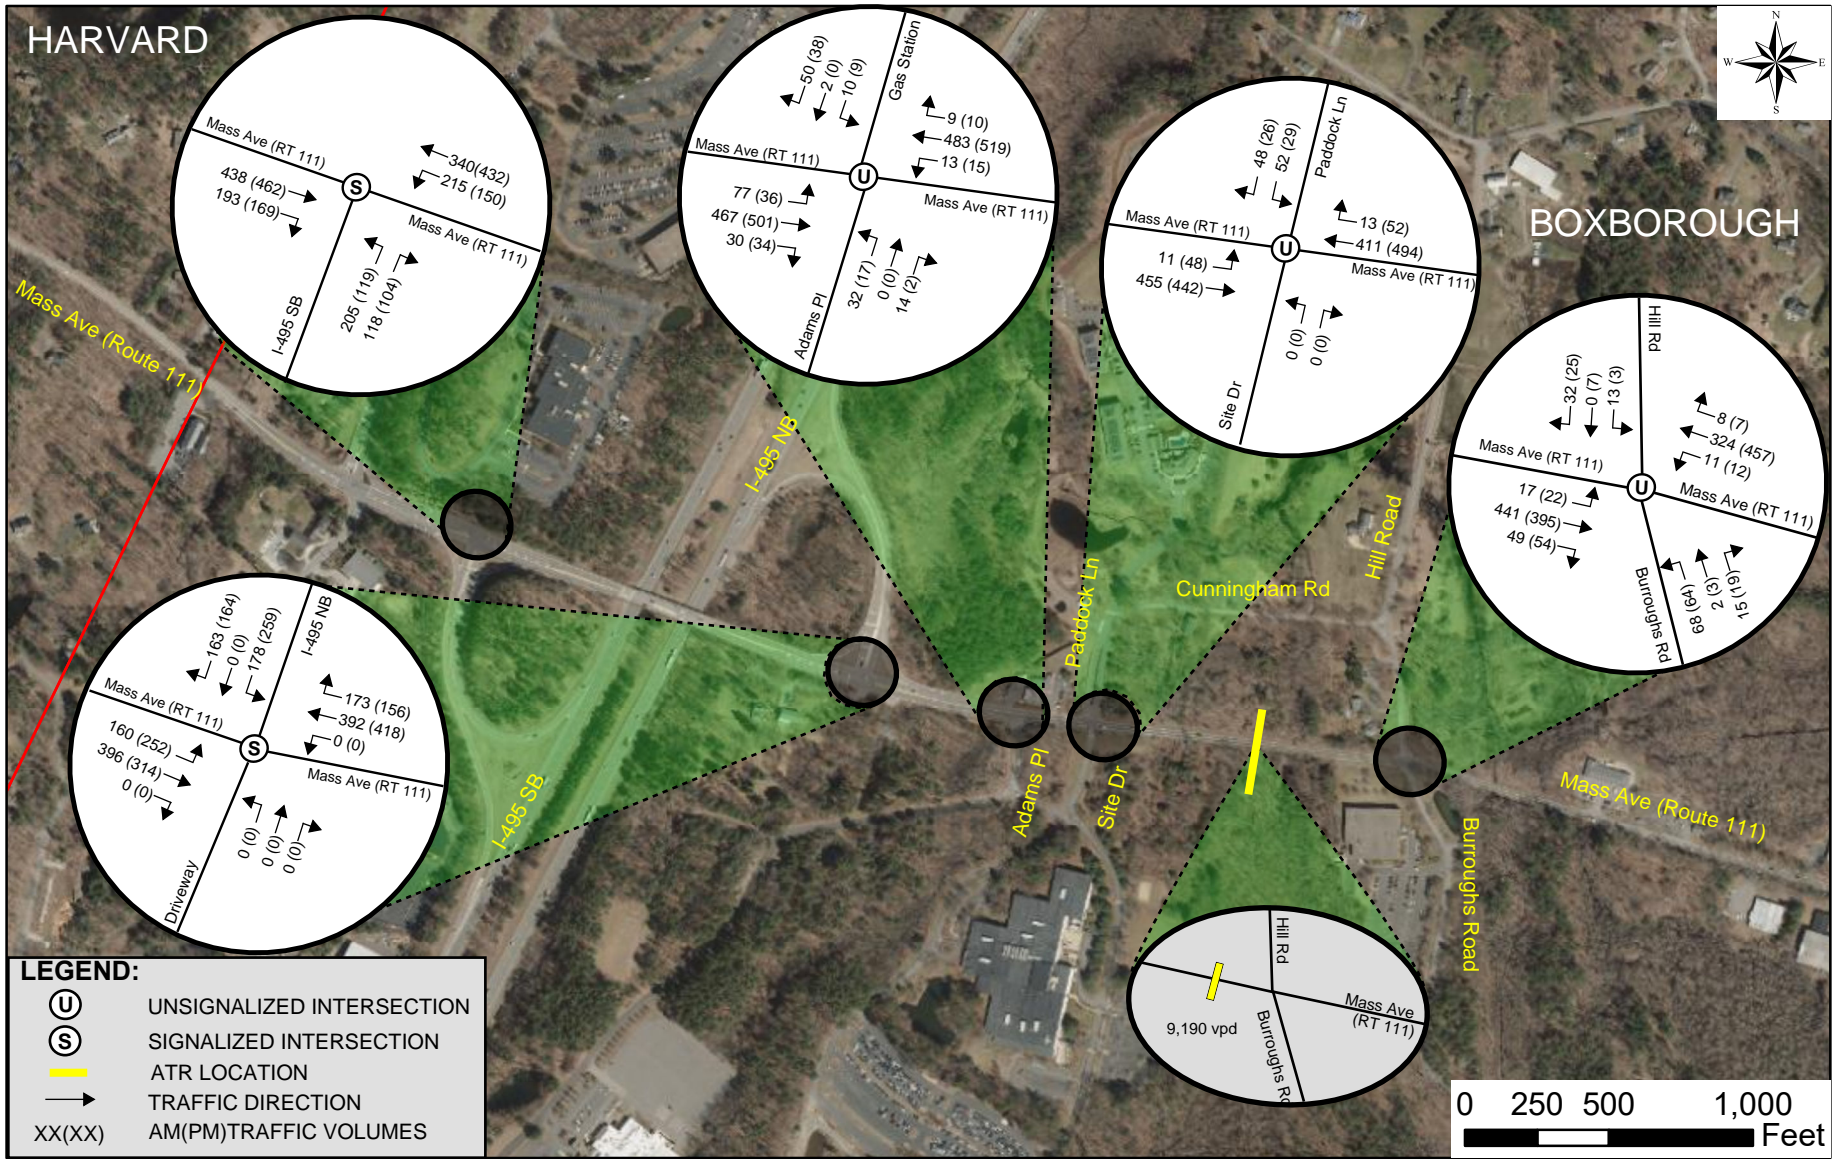 HARVARD
BOXBOROUGH
N
W
E
S
Mass Ave (RT 111)
340(432)
215 (150)
438 (462)
193 (169)
S
Mass Ave (RT 111)
205 (119)
118 (104)
I-495 SB
50 (38)
2 (0)
10 (9)
Gas Station
9 (10)
483 (519)
13 (15)
Mass Ave (RT 111)
U
77 (36)
467 (501)
30 (34)
Mass Ave (RT 111)
32 (17)
0 (0)
14 (2)
Adams Pl
48 (26)
52 (29)
Paddock Ln
13 (52)
411 (494)
Mass Ave (RT 111)
U
11 (48)
455 (442)
Mass Ave (RT 111)
0 (0)
0 (0)
Site Dr
32 (25)
0 (7)
13 (3)
Hill Rd
8 (7)
324 (457)
11 (12)
Mass Ave (RT 111)
U
17 (22)
441 (395)
49 (54)
Mass Ave (RT 111)
68 (64)
2 (3)
15 (19)
Burroughs Rd
163 (164)
0 (0)
178 (259)
I-495 NB
173 (156)
392 (418)
0 (0)
Mass Ave (RT 111)
S
160 (252)
396 (314)
0 (0)
Mass Ave (RT 111)
0 (0)
0 (0)
0 (0)
Driveway
Mass Ave (Route 111)
I-495 NB
I-495 SB
Paddock Ln
Cunningham Rd
Hill Road
Adams Pl
Site Dr
Mass Ave (Route 111)
Burroughs Road
Hill Rd
Mass Ave
(RT 111)
9,190 vpd
Burroughs Rd
LEGEND:
U UNSIGNALIZED INTERSECTION
S SIGNALIZED INTERSECTION
ATR LOCATION
TRAFFIC DIRECTION
XX(XX) AM(PM)TRAFFIC VOLUMES
0 250 500 1,000
Feet